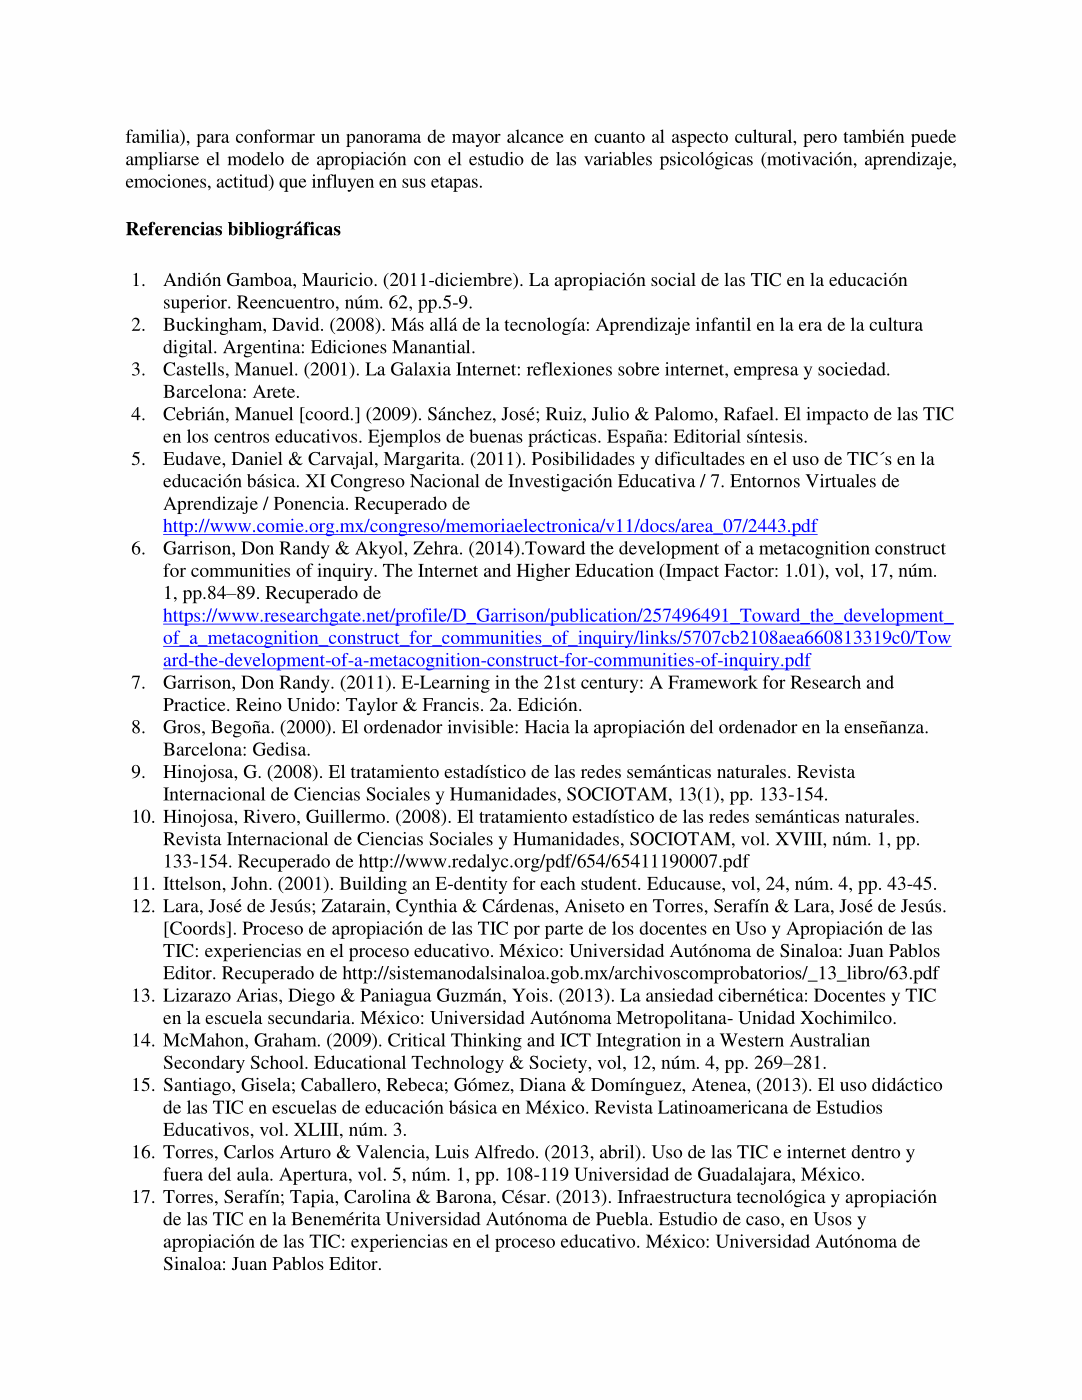 familia), para conformar un panorama de mayor alcance en cuanto al aspecto cultural, pero también puede
ampliarse el modelo de apropiación con el estudio de las variables psicológicas (motivación, aprendizaje,
emociones, actitud) que influyen en sus etapas.
Referencias bibliográficas
1. Andión Gamboa, Mauricio. (2011-diciembre). La apropiación social de las TIC en la educación
superior. Reencuentro, núm. 62, pp.5-9.
2. Buckingham, David. (2008). Más allá de la tecnología: Aprendizaje infantil en la era de la cultura
digital. Argentina: Ediciones Manantial.
3. Castells, Manuel. (2001). La Galaxia Internet: reflexiones sobre internet, empresa y sociedad.
Barcelona: Arete.
4. Cebrián, Manuel [coord.] (2009). Sánchez, José; Ruiz, Julio & Palomo, Rafael. El impacto de las TIC
en los centros educativos. Ejemplos de buenas prácticas. España: Editorial síntesis.
5. Eudave, Daniel & Carvajal, Margarita. (2011). Posibilidades y dificultades en el uso de TIC´s en la
educación básica. XI Congreso Nacional de Investigación Educativa / 7. Entornos Virtuales de
Aprendizaje / Ponencia. Recuperado de
http://www.comie.org.mx/congreso/memoriaelectronica/v11/docs/area_07/2443.pdf
6. Garrison, Don Randy & Akyol, Zehra. (2014).Toward the development of a metacognition construct
for communities of inquiry. The Internet and Higher Education (Impact Factor: 1.01), vol, 17, núm.
1, pp.84–89. Recuperado de
https://www.researchgate.net/profile/D_Garrison/publication/257496491_Toward_the_development_
of_a_metacognition_construct_for_communities_of_inquiry/links/5707cb2108aea660813319c0/Tow
ard-the-development-of-a-metacognition-construct-for-communities-of-inquiry.pdf
7. Garrison, Don Randy. (2011). E-Learning in the 21st century: A Framework for Research and
Practice. Reino Unido: Taylor & Francis. 2a. Edición.
8. Gros, Begoña. (2000). El ordenador invisible: Hacia la apropiación del ordenador en la enseñanza.
Barcelona: Gedisa.
9. Hinojosa, G. (2008). El tratamiento estadístico de las redes semánticas naturales. Revista
Internacional de Ciencias Sociales y Humanidades, SOCIOTAM, 13(1), pp. 133-154.
10. Hinojosa, Rivero, Guillermo. (2008). El tratamiento estadístico de las redes semánticas naturales.
Revista Internacional de Ciencias Sociales y Humanidades, SOCIOTAM, vol. XVIII, núm. 1, pp.
133-154. Recuperado de http://www.redalyc.org/pdf/654/65411190007.pdf
11. Ittelson, John. (2001). Building an E-dentity for each student. Educause, vol, 24, núm. 4, pp. 43-45.
12. Lara, José de Jesús; Zatarain, Cynthia & Cárdenas, Aniseto en Torres, Serafín & Lara, José de Jesús.
[Coords]. Proceso de apropiación de las TIC por parte de los docentes en Uso y Apropiación de las
TIC: experiencias en el proceso educativo. México: Universidad Autónoma de Sinaloa: Juan Pablos
Editor. Recuperado de http://sistemanodalsinaloa.gob.mx/archivoscomprobatorios/_13_libro/63.pdf
13. Lizarazo Arias, Diego & Paniagua Guzmán, Yois. (2013). La ansiedad cibernética: Docentes y TIC
en la escuela secundaria. México: Universidad Autónoma Metropolitana- Unidad Xochimilco.
14. McMahon, Graham. (2009). Critical Thinking and ICT Integration in a Western Australian
Secondary School. Educational Technology & Society, vol, 12, núm. 4, pp. 269–281.
15. Santiago, Gisela; Caballero, Rebeca; Gómez, Diana & Domínguez, Atenea, (2013). El uso didáctico
de las TIC en escuelas de educación básica en México. Revista Latinoamericana de Estudios
Educativos, vol. XLIII, núm. 3.
16. Torres, Carlos Arturo & Valencia, Luis Alfredo. (2013, abril). Uso de las TIC e internet dentro y
fuera del aula. Apertura, vol. 5, núm. 1, pp. 108-119 Universidad de Guadalajara, México.
17. Torres, Serafín; Tapia, Carolina & Barona, César. (2013). Infraestructura tecnológica y apropiación
de las TIC en la Benemérita Universidad Autónoma de Puebla. Estudio de caso, en Usos y
apropiación de las TIC: experiencias en el proceso educativo. México: Universidad Autónoma de
Sinaloa: Juan Pablos Editor.